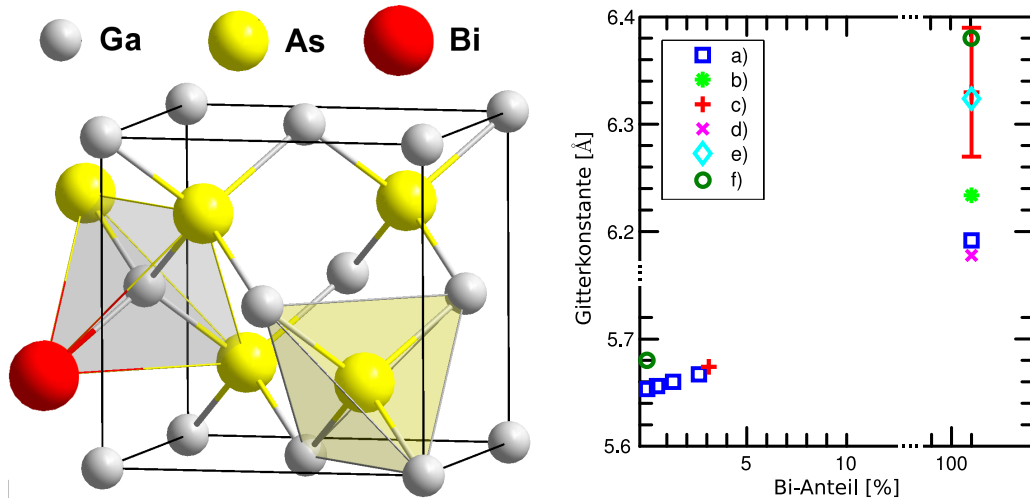 Ga As Bi
Gitterkonstante [Å]
6.4
6.3
6.2
5.7
5.6
a)
b)
c)
d)
e)
f)
5 10 100
Bi-Anteil [%]